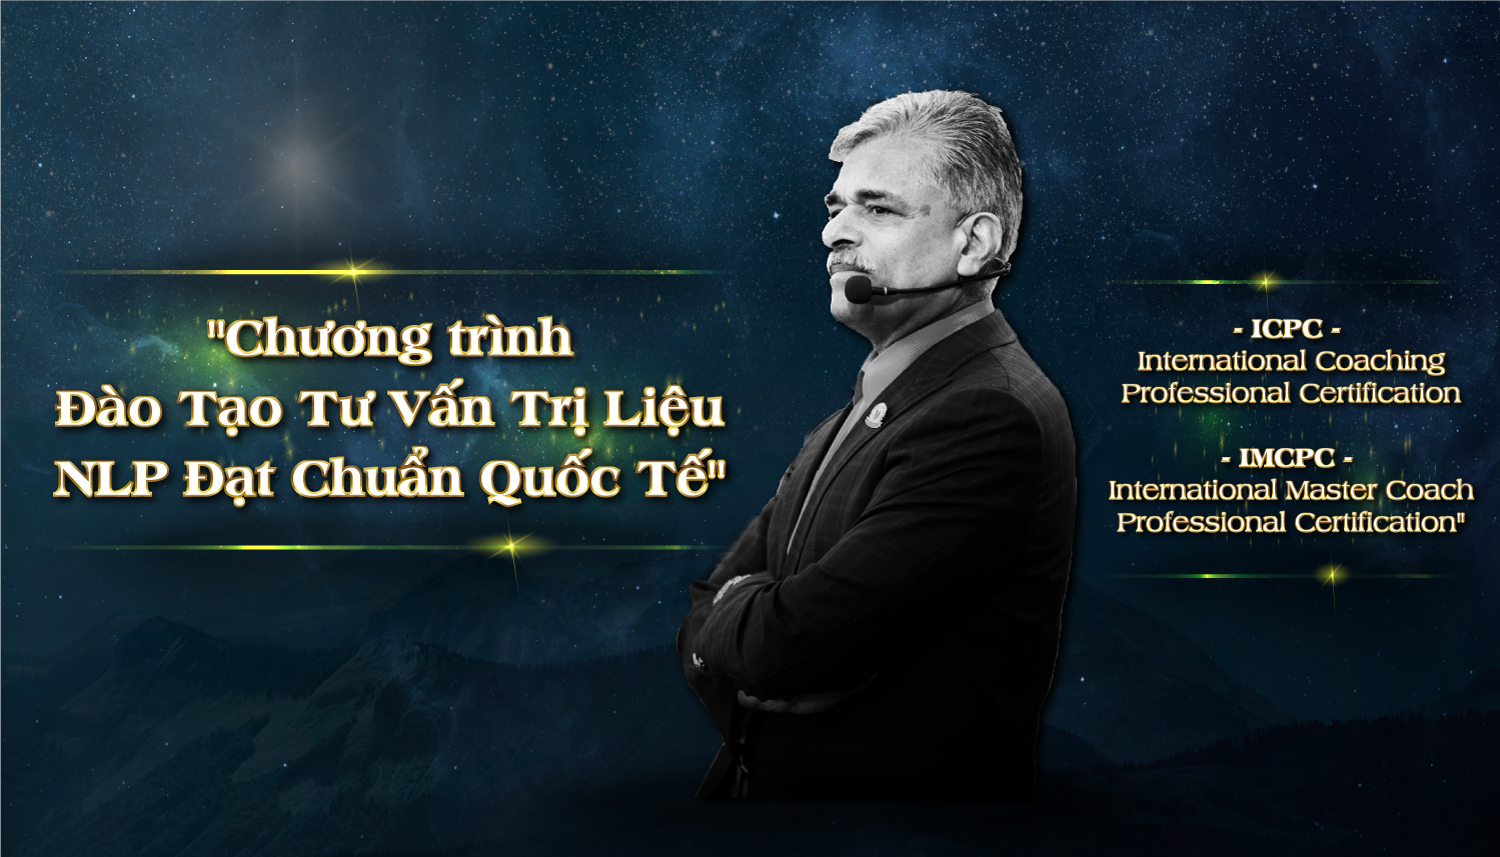 "Chương trình
Đào Tạo Tư Vấn Trị Liệu
NLP Đạt Chuẩn Quốc Tế"
- ICPC -
International Coaching
Professional Certification
- IMCPC -
International Master Coach
Professional Certification"